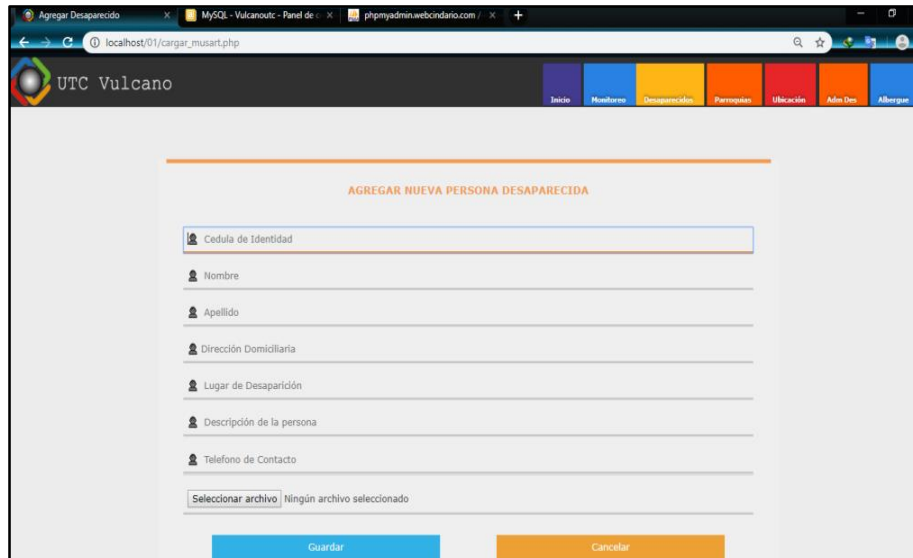 Agregar Desaparecido
MySQL - Vulcanoutc - Panel de c
phpmyadmin.webcindario.com /
localhost/01/cargar_musart.php
UTC Vulcano
Inicio
Monitoreo
Desaparecidos
Parroquias
Ubicación
Adm Des
Albergue
AGREGAR NUEVA PERSONA DESAPARECIDA
Cedula de Identidad
Nombre
Apellido
Dirección Domiciliaria
Lugar de Desaparición
Descripción de la persona
Telefono de Contacto
Seleccionar archivo Ningún archivo seleccionado
Guardar
Cancelar